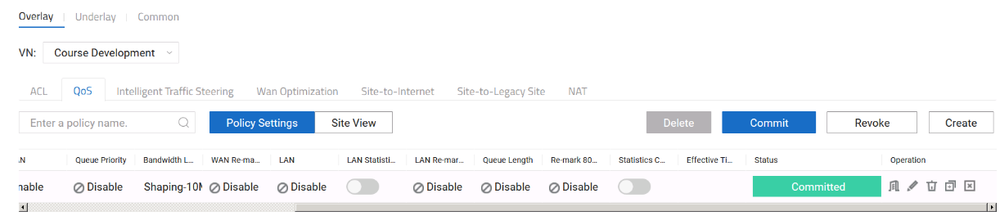 Overlay Underlay Common
VN: Course Development
ACL QoS Intelligent Traffic Steering Wan Optimization Site-to-Internet Site-to-Legacy Site NAT
Enter a policy name. Policy Settings Site View Delete Commit Revoke Create
N Queue Priority Bandwidth L... WAN Re-ma... LAN LAN Statisti... LAN Re-mar... Queue Length Re-mark 80... Statistics C... Effective Ti... Status Operation
nable Disable Shaping-10M Disable Disable Disable Disable Disable Committed